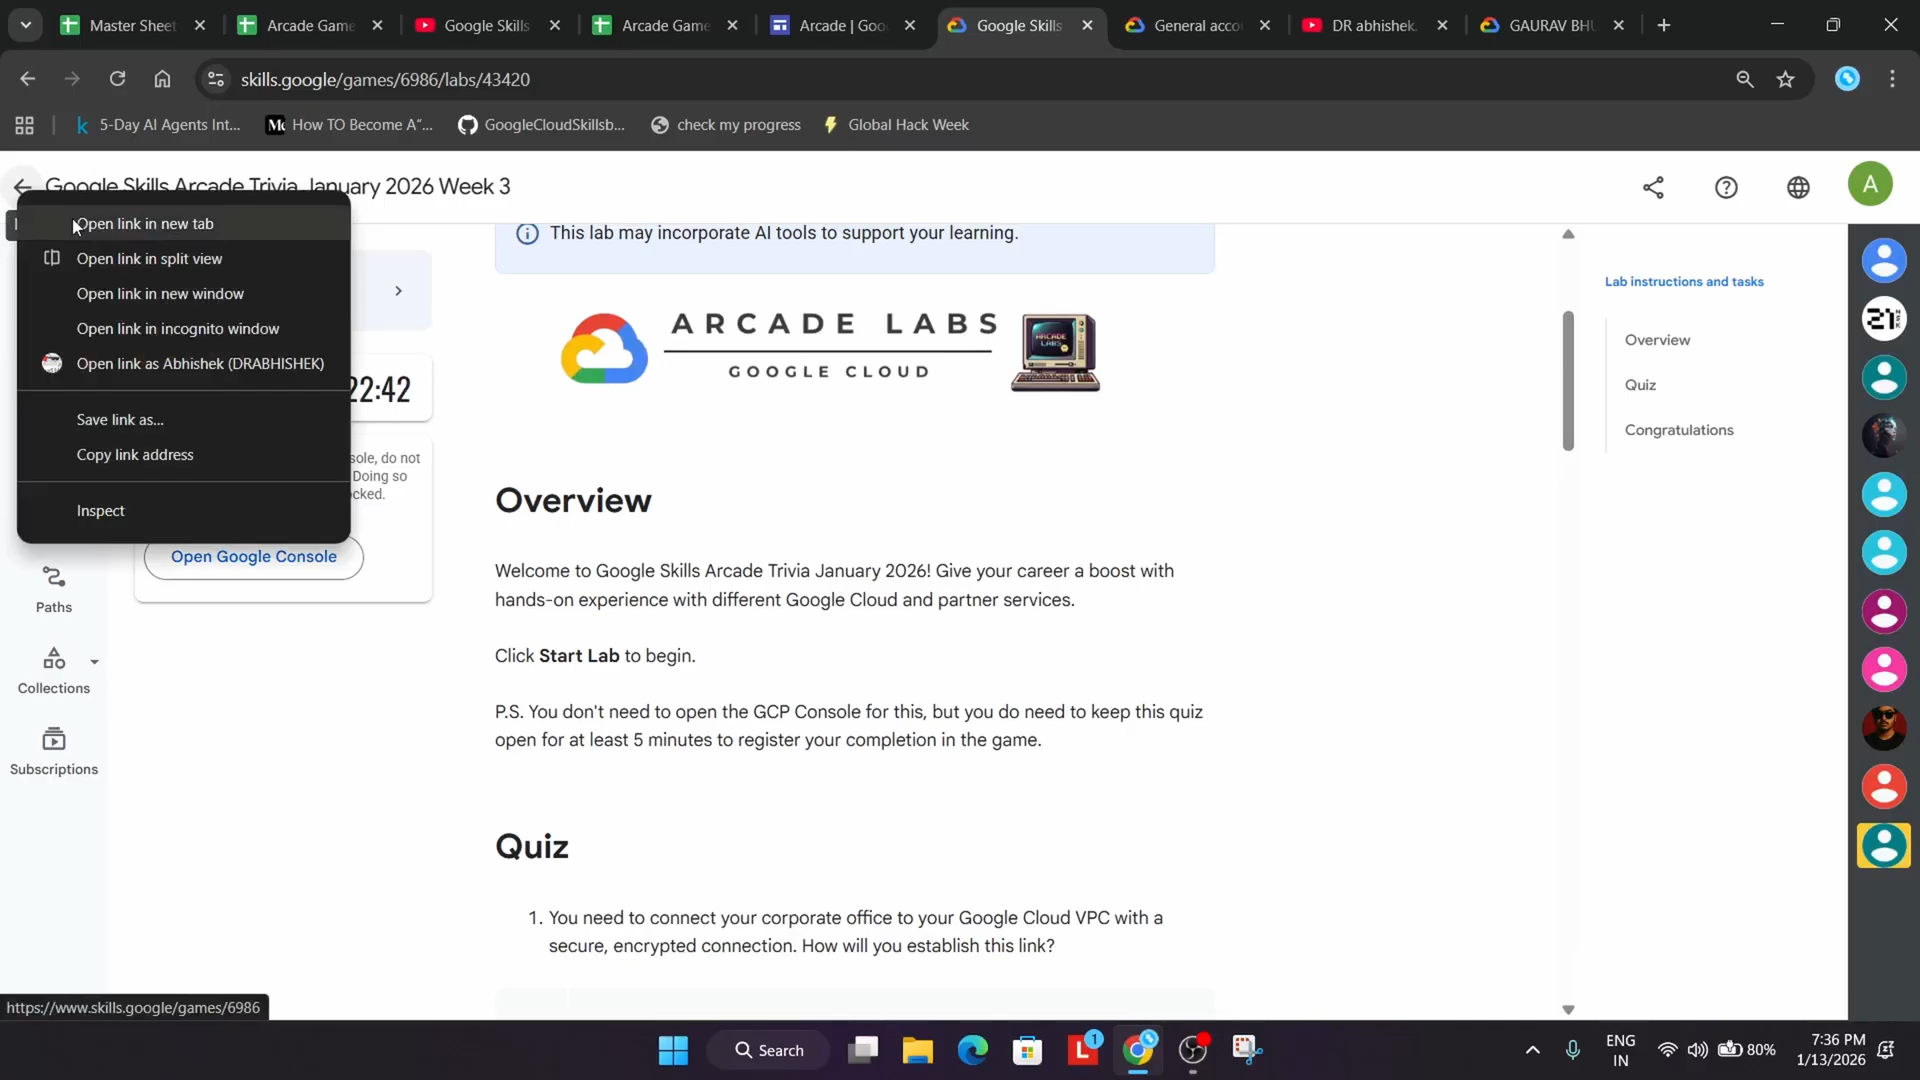 Master Sheet
Arcade Game
Google Skills
Arcade Game
Arcade | Goo
Google Skills
General acco
DR abhishek.
GAURAV BHU
skills.google/games/6986/labs/43420
5-Day AI Agents Int...
How TO Become A"...
GoogleCloudSkillsb...
check my progress
Global Hack Week
Google Skills Arcade Trivia January 2026 Week 3
A
Open link in new tab
Open link in split view
Open link in new window
Open link in incognito window
Open link as Abhishek (DRABHISHEK)
Save link as...
Copy link address
Inspect
22:42
sole, do not
Doing so
cked.
Open Google Console
Paths
Collections
Subscriptions
This lab may incorporate AI tools to support your learning.
ARCADE LABS
GOOGLE CLOUD
ARCADE
LABS
Overview
Welcome to Google Skills Arcade Trivia January 2026! Give your career a boost with
hands-on experience with different Google Cloud and partner services.
Click Start Lab to begin.
P.S. You don't need to open the GCP Console for this, but you do need to keep this quiz
open for at least 5 minutes to register your completion in the game.
Quiz
1. You need to connect your corporate office to your Google Cloud VPC with a
secure, encrypted connection. How will you establish this link?
Lab instructions and tasks
Overview
Quiz
Congratulations
https://www.skills.google/games/6986
Search
L
1
ENG
IN
80%
7:36 PM
1/13/2026